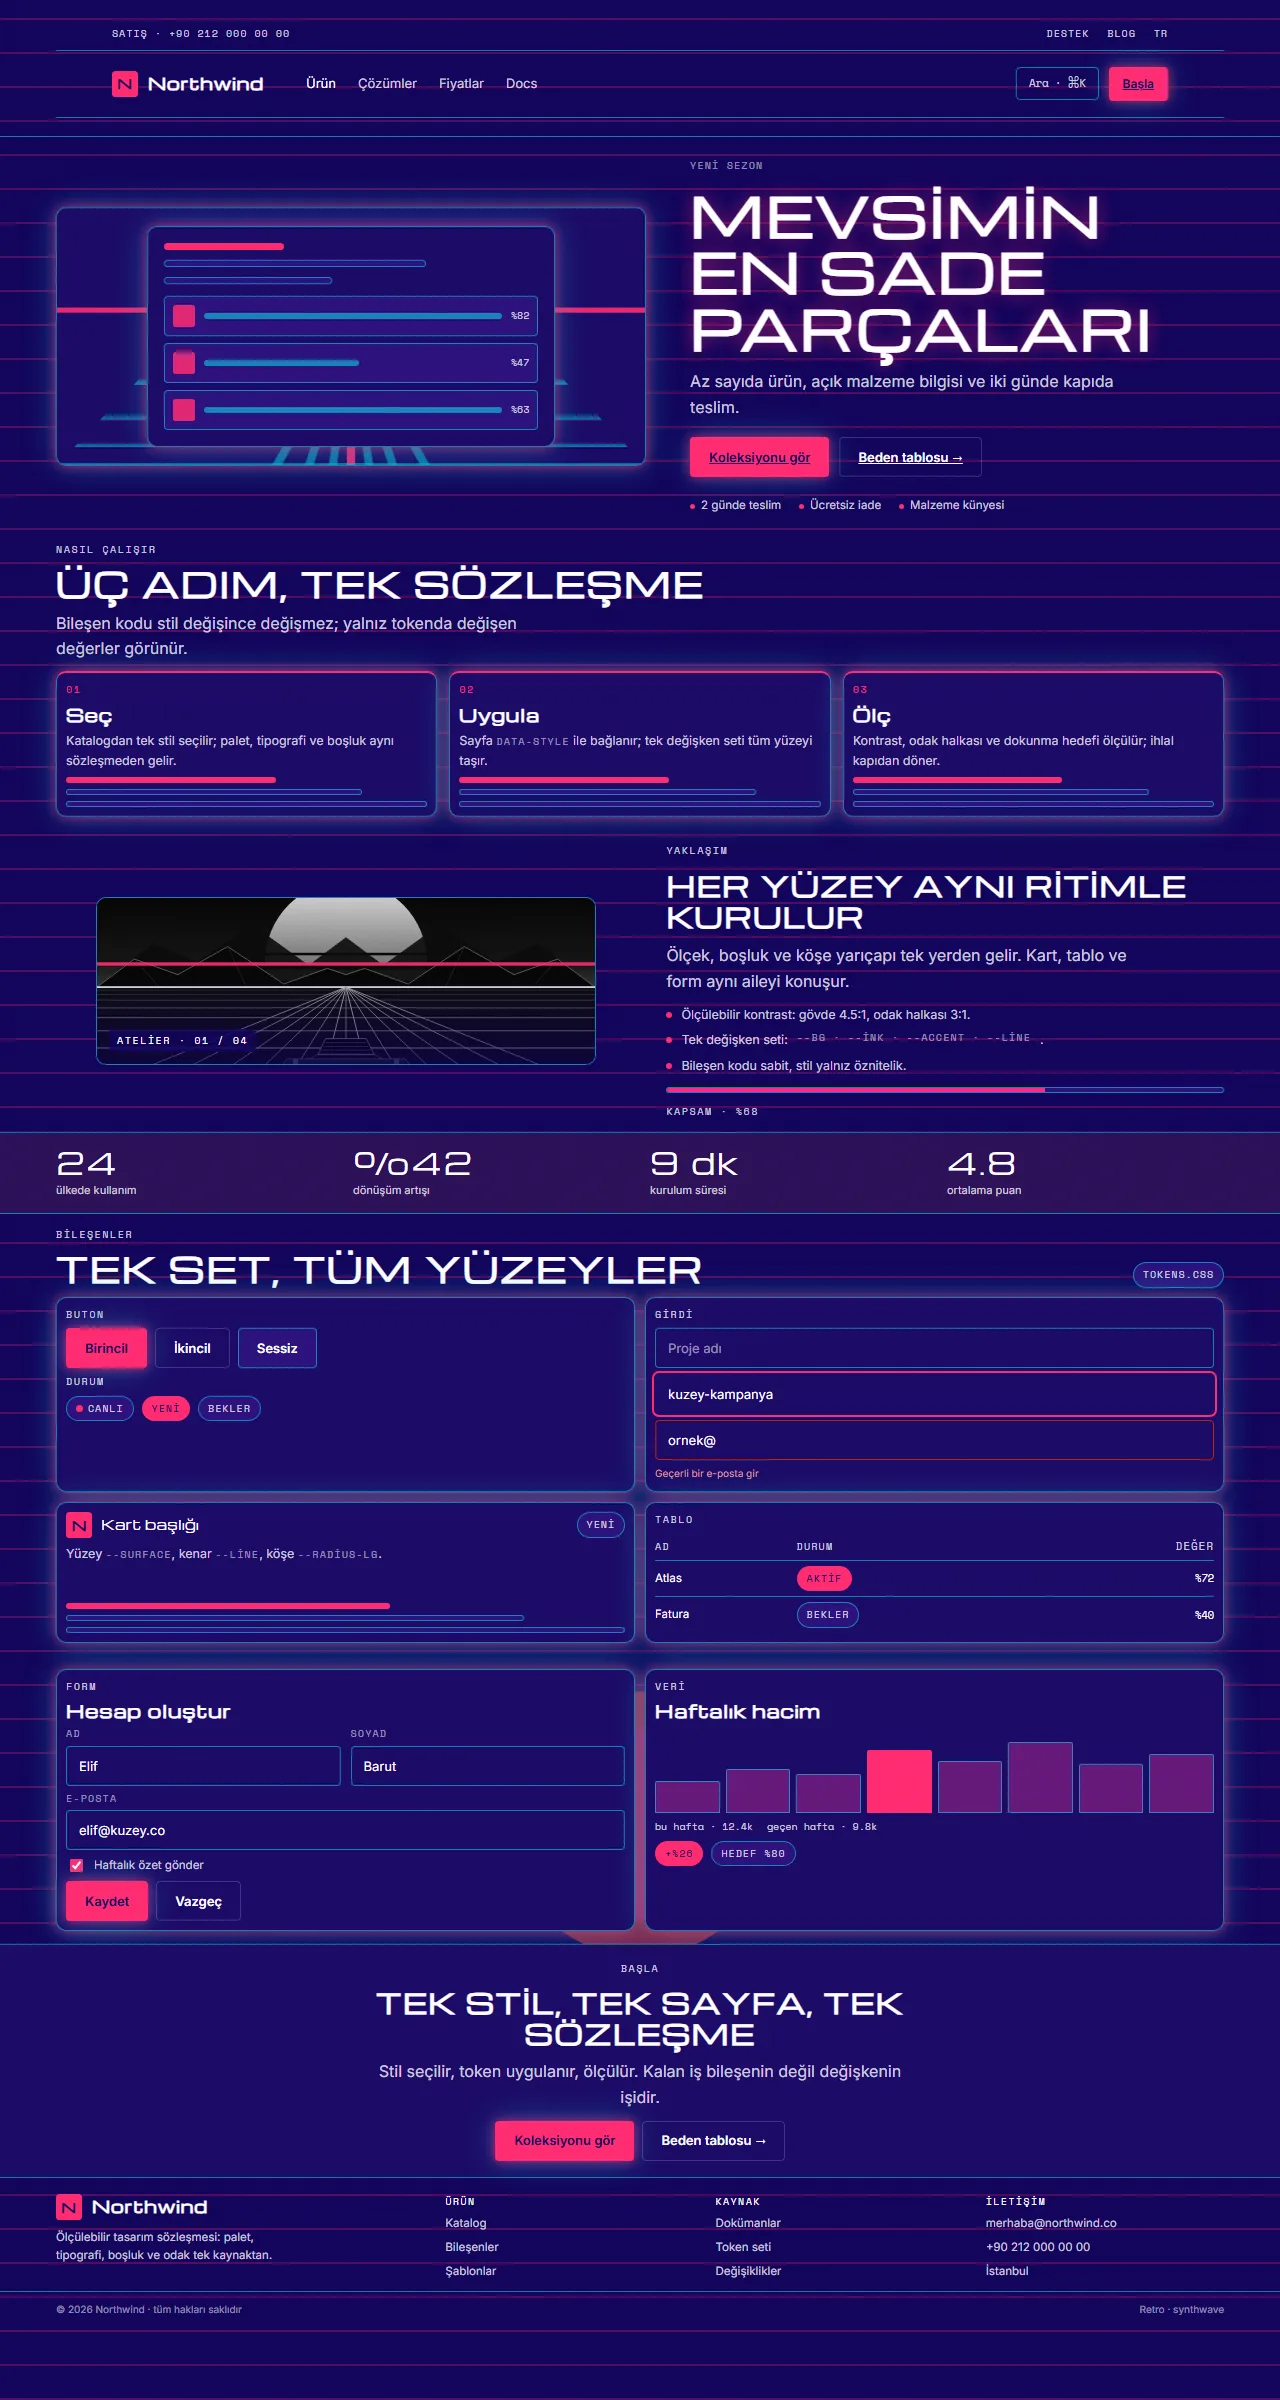 SATIŞ · +90 212 000 00 00
DESTEK BLOG TR
N Northwind Ürün Çözümler Fiyatlar Docs Ara · ⌘K Başla
YENİ SEZON
MEVSİMİN
EN SADE
PARÇALARI
Az sayıda ürün, açık malzeme bilgisi ve iki günde kapıda
teslim.
Koleksiyonu gör Beden tablosu →
2 günde teslim Ücretsiz iade Malzeme künyesi
%82
%47
%63
NASIL ÇALIŞIR
ÜÇ ADIM, TEK SÖZLEŞME
Bileşen kodu stil değişince değişmez; yalnız tokenda değişen
değerler görünür.
01
Seç
Katalogdan tek stil seçilir; palet, tipografi ve boşluk aynı
sözleşmeden gelir.
02
Uygula
Sayfa DATA-STYLE ile bağlanır; tek değişken seti tüm yüzeyi
taşır.
03
Ölç
Kontrast, odak halkası ve dokunma hedefi ölçülür; ihlal
kapıdan döner.
ATELİER · 01 / 04
YAKLAŞIM
HER YÜZEY AYNI RİTİMLE
KURULUR
Ölçek, boşluk ve köşe yarıçapı tek yerden gelir. Kart, tablo ve
form aynı aileyi konuşur.
Ölçülebilir kontrast: gövde 4.5:1, odak halkası 3:1.
Tek değişken seti: --BG · --İNK · --ACCENT · --LİNE .
Bileşen kodu sabit, stil yalnız öznitelik.
KAPSAM · %68
24
ülkede kullanım
%42
dönüşüm artışı
9 dk
kurulum süresi
4.8
ortalama puan
BİLEŞENLER
TEK SET, TÜM YÜZEYLER
TOKENS.CSS
BUTON
Birincil İkincil Sessiz
DURUM
CANLI YENİ BEKLER
GİRDİ
Proje adı
kuzey-kampanya
ornek@
Geçerli bir e-posta gir
N Kart başlığı YENİ
Yüzey --SURFACE, kenar --LİNE, köşe --RADİUS-LG.
TABLO
AD DURUM DEĞER
Atlas AKTİF %72
Fatura BEKLER %40
FORM
Hesap oluştur
AD SOYAD
Elif Barut
E-POSTA
elif@kuzey.co
Haftalık özet gönder
Kaydet Vazgeç
VERİ
Haftalık hacim
bu hafta · 12.4k geçen hafta · 9.8k
+%26 HEDEF %80
BAŞLA
TEK STİL, TEK SAYFA, TEK
SÖZLEŞME
Stil seçilir, token uygulanır, ölçülür. Kalan iş bileşenin değil değişkenin
işidir.
Koleksiyonu gör Beden tablosu →
N Northwind
Ölçülebilir tasarım sözleşmesi: palet,
tipografi, boşluk ve odak tek kaynaktan.
ÜRÜN
Katalog
Bileşenler
Şablonlar
KAYNAK
Dokümanlar
Token seti
Değişiklikler
İLETİŞİM
merhaba@northwind.co
+90 212 000 00 00
İstanbul
© 2026 Northwind · tüm hakları saklıdır
Retro · synthwave